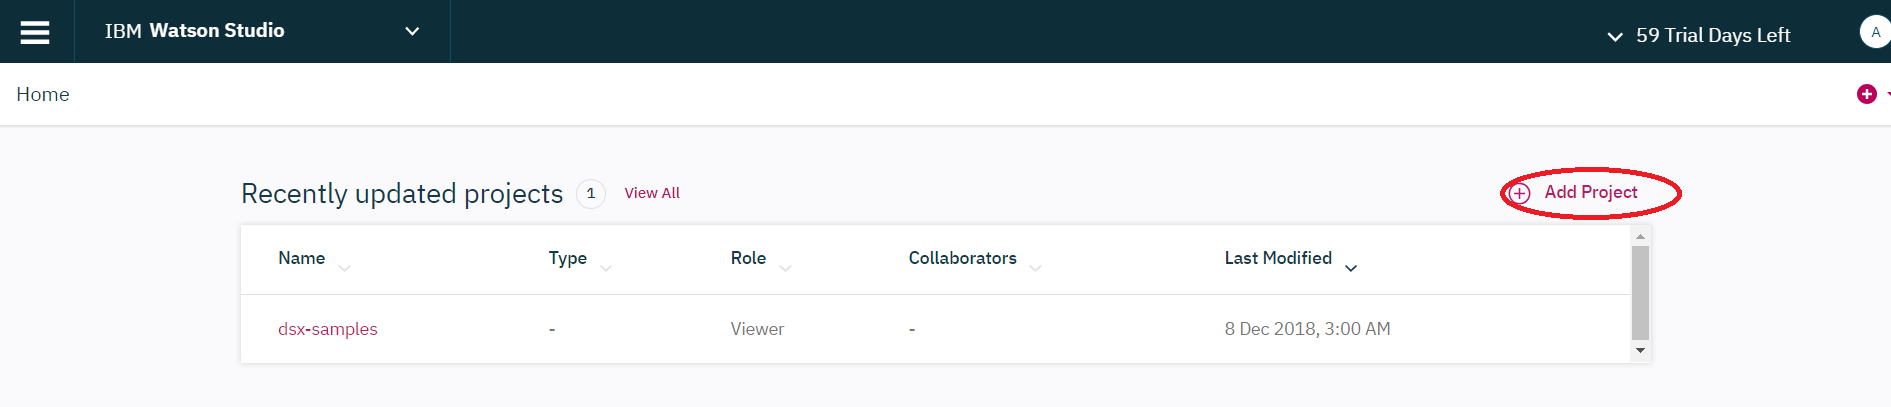 IBM Watson Studio
59 Trial Days Left
A
Home
Recently updated projects 1 View All
Add Project
Name Type Role Collaborators Last Modified
dsx-samples - Viewer - 8 Dec 2018, 3:00 AM